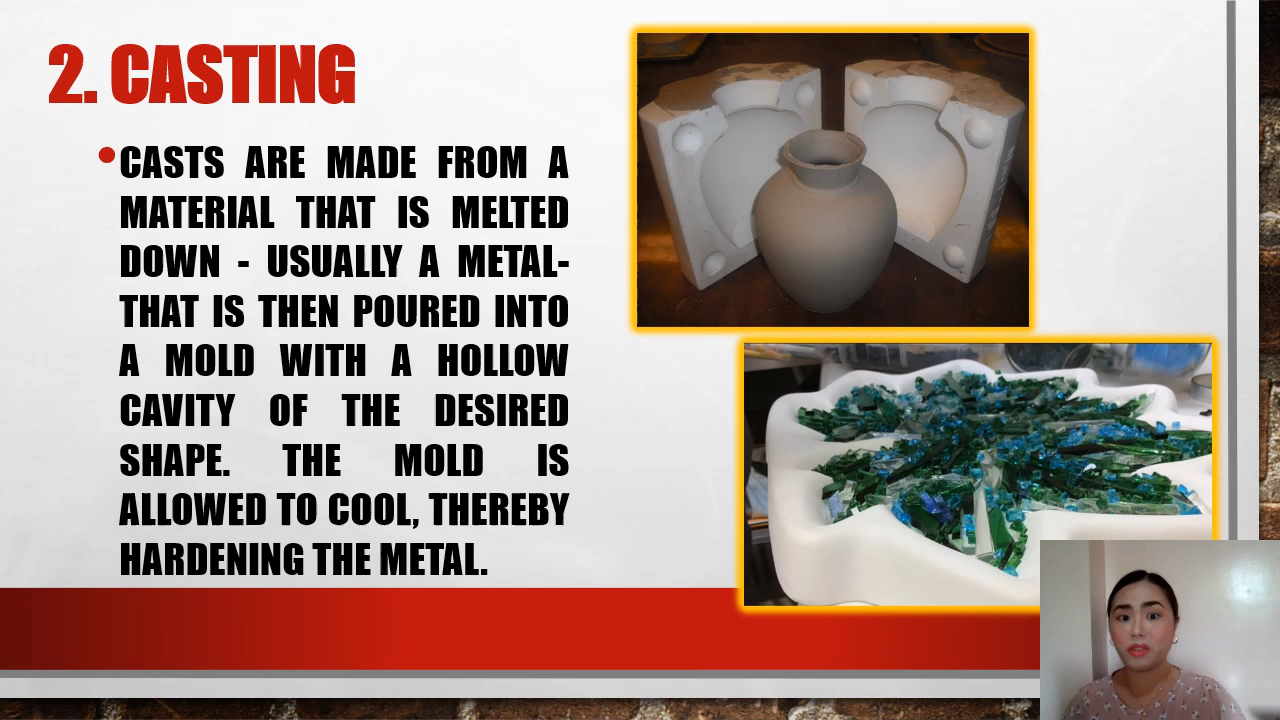 2. CASTING
•CASTS ARE MADE FROM A
MATERIAL THAT IS MELTED
DOWN - USUALLY A METAL-
THAT IS THEN POURED INTO
A MOLD WITH A HOLLOW
CAVITY OF THE DESIRED
SHAPE. THE MOLD IS
ALLOWED TO COOL, THEREBY
HARDENING THE METAL.